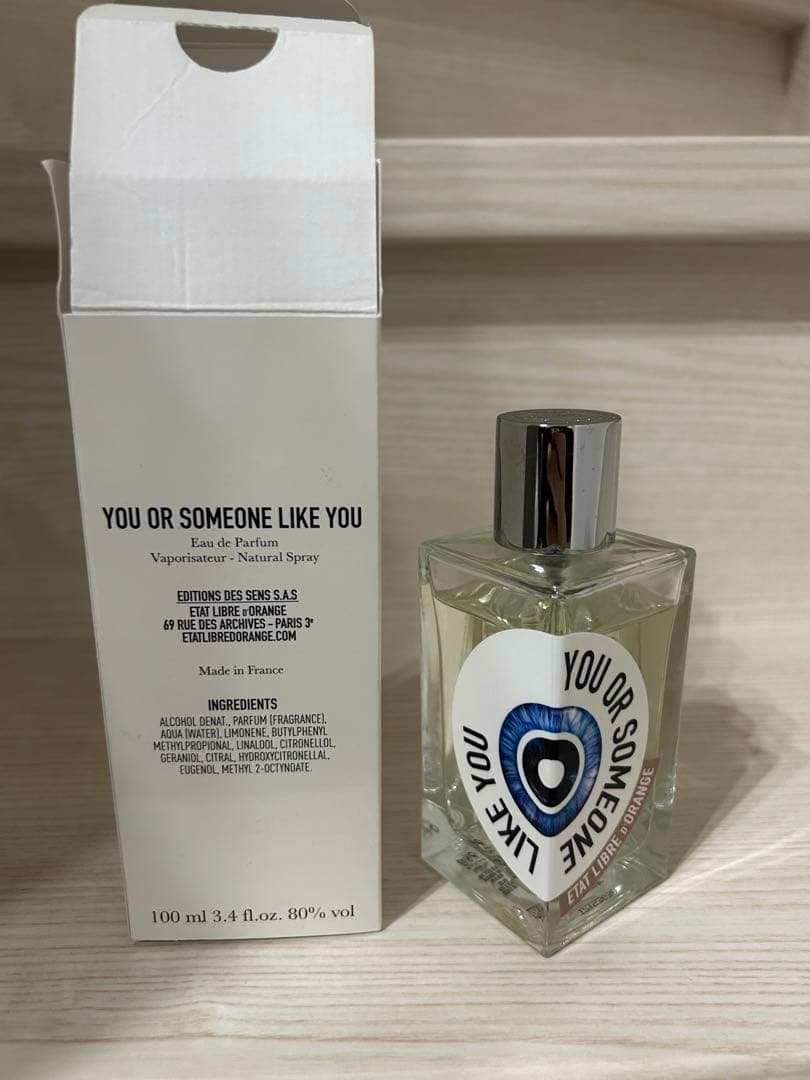 YOU OR SOMEONE LIKE YOU
Eau de Parfum
Vaporisateur - Natural Spray
EDITIONS DES SENS S.A.S
ETAT LIBRE D'ORANGE
69 RUE DES ARCHIVES - PARIS 3e
ETATLIBREDORANGE.COM
Made in France
INGREDIENTS
ALCOHOL DENAT., PARFUM (FRAGRANCE),
AQUA (WATER), LIMONENE, BUTYLPHENYL
METHYLPROPIONAL, LINALOOL, CITRONELLOL,
GERANIOL, CITRAL, HYDROXYCITRONELLAL,
EUGENOL, METHYL 2-OCTYNOATE.
100 ml 3.4 fl.oz. 80% vol
YOU OR SOMEONE
LIKE YOU
ETAT LIBRE D'ORANGE